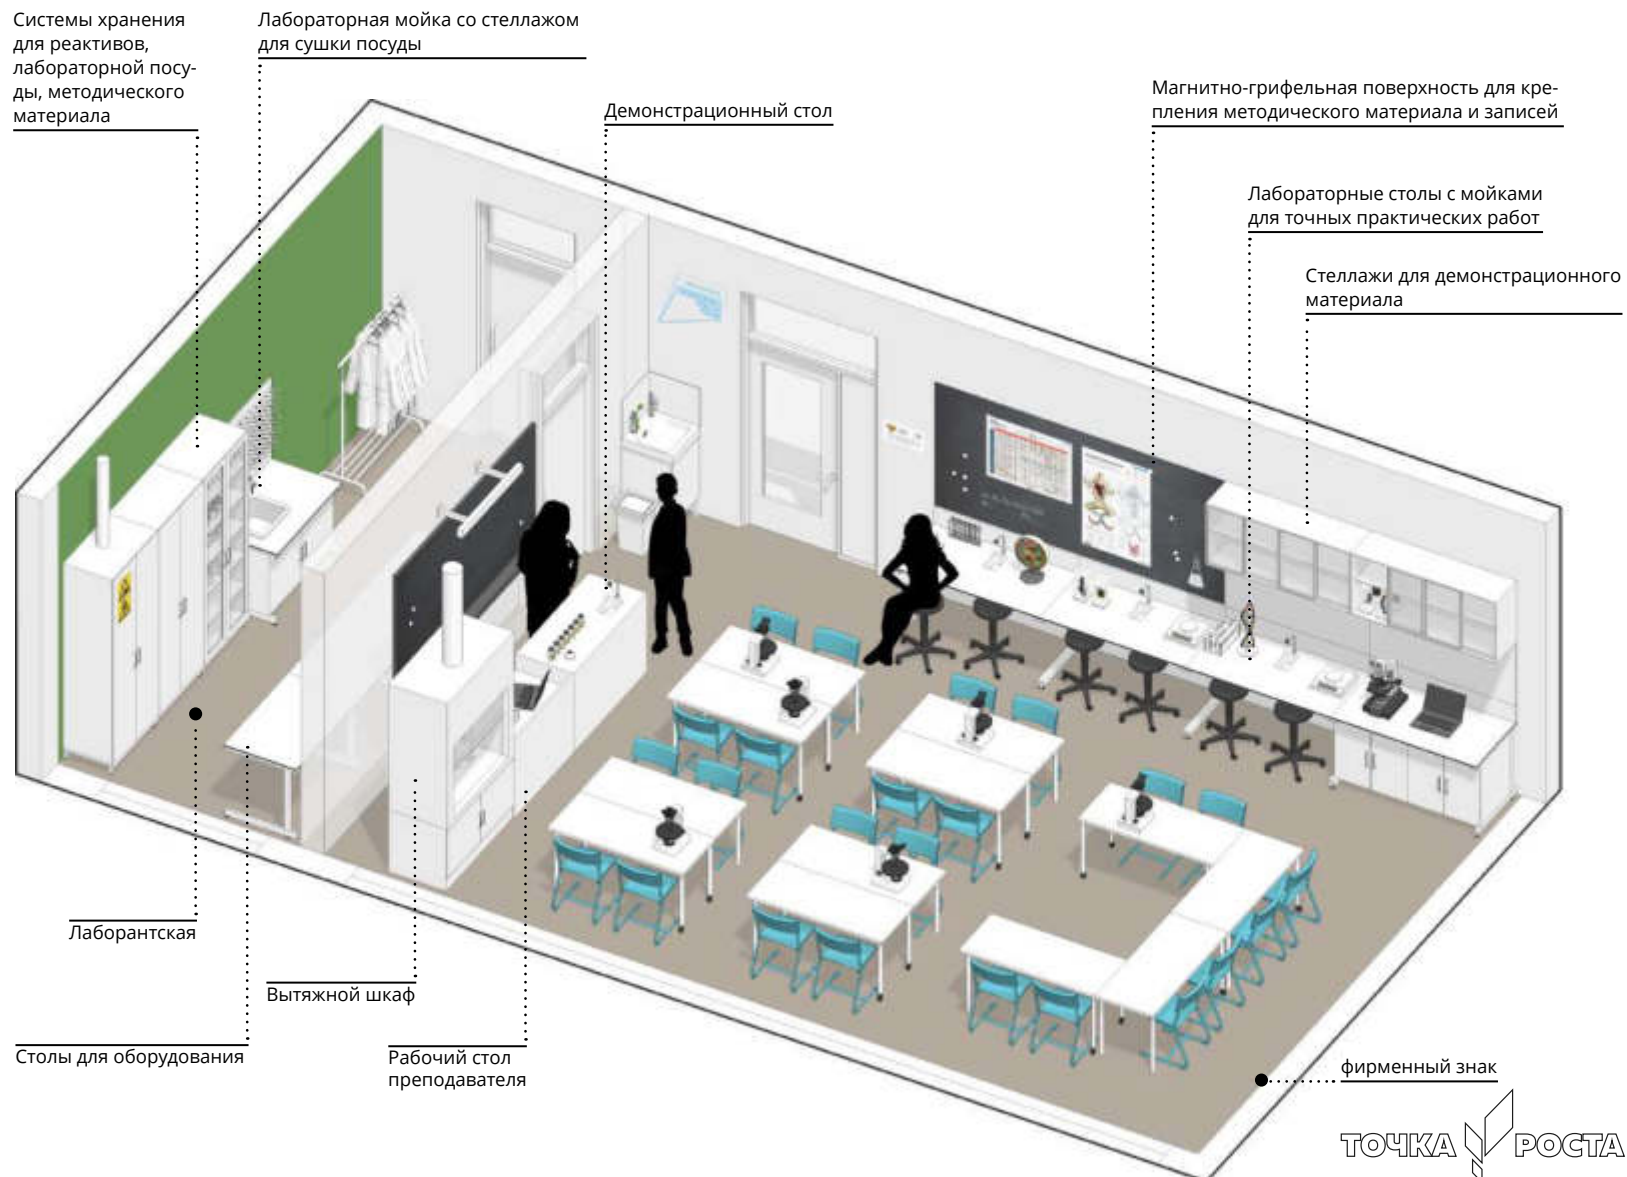 Системы хранения
для реактивов,
лабораторной посу-
ды, методического
материала
Лабораторная мойка со стеллажом
для сушки посуды
Демонстрационный стол
Магнитно-грифельная поверхность для кре-
пления методического материала и записей
Лабораторные столы с мойками
для точных практических работ
Стеллажи для демонстрационного
материала
Лаборантская
Вытяжной шкаф
Столы для оборудования
Рабочий стол
преподавателя
фирменный знак
ТОЧКА РОСТА